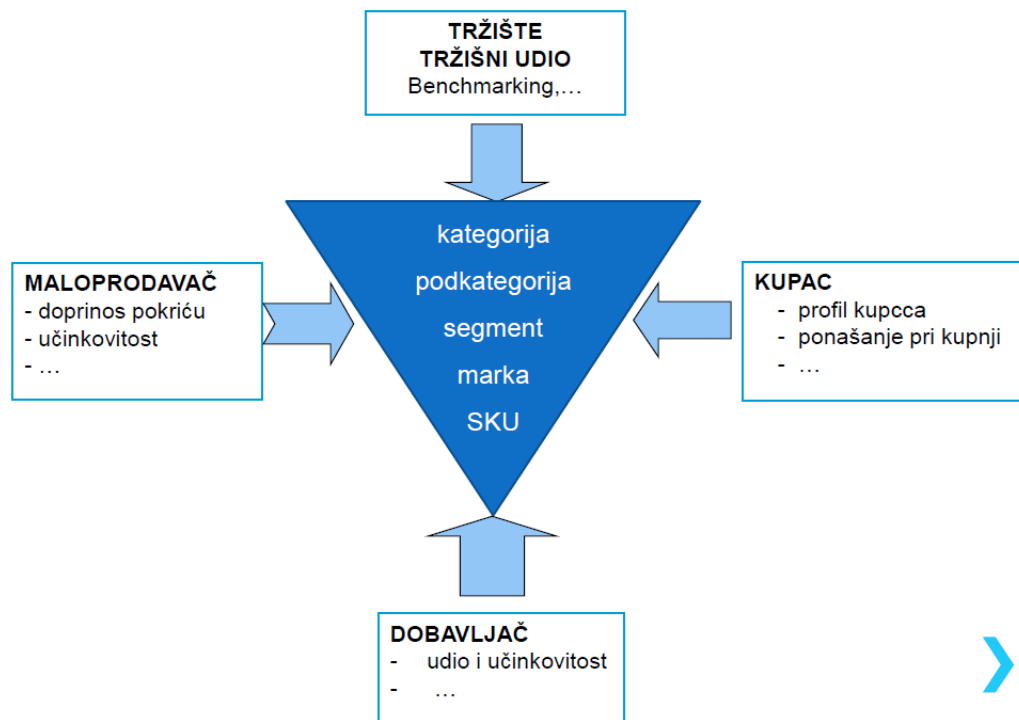 TRŽIŠTE
TRŽIŠNI UDIO
Benchmarking,…
kategorija
podkategorija
segment
marka
SKU
MALOPRODAVAČ
- doprinos pokriću
- učinkovitost
- …
KUPAC
- profil kupcca
- ponašanje pri kupnji
- …
DOBAVLJAČ
- udio i učinkovitost
- …